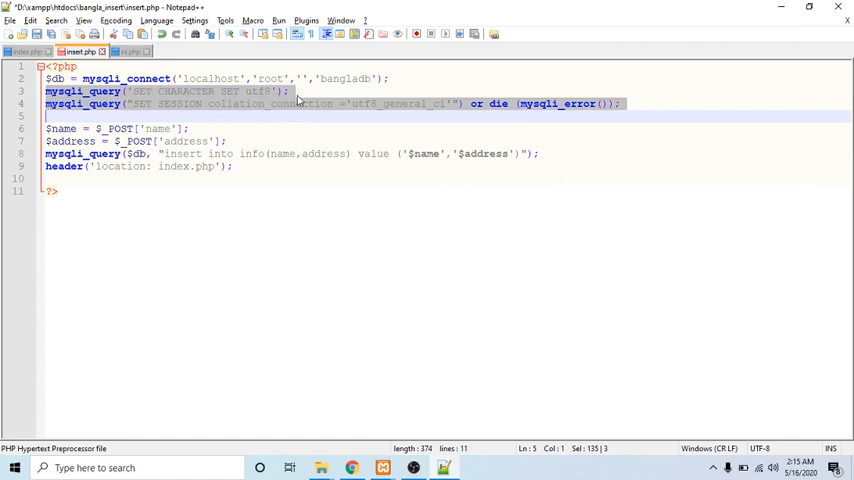 *D:\xampp\htdocs\bangla_insert\insert.php - Notepad++
File Edit Search View Encoding Language Settings Tools Macro Run Plugins Window ? X
index.php insert.php ini.php
1 <?php
2 $db = mysqli_connect('localhost','root','','bangladb');
3 mysqli_query('SET CHARACTER SET utf8');
4 mysqli_query("SET SESSION collation_connection ='utf8_general_ci'") or die (mysqli_error());
5
6 $name = $_POST['name'];
7 $address = $_POST['address'];
8 mysqli_query($db, "insert into info(name,address) value ('$name','$address')");
9 header('location: index.php');
10
11 ?>
PHP Hypertext Preprocessor file length : 374 lines : 11 Ln : 5 Col : 1 Sel : 135 | 3 Windows (CR LF) UTF-8 INS
Type here to search
2:15 AM
5/16/2020